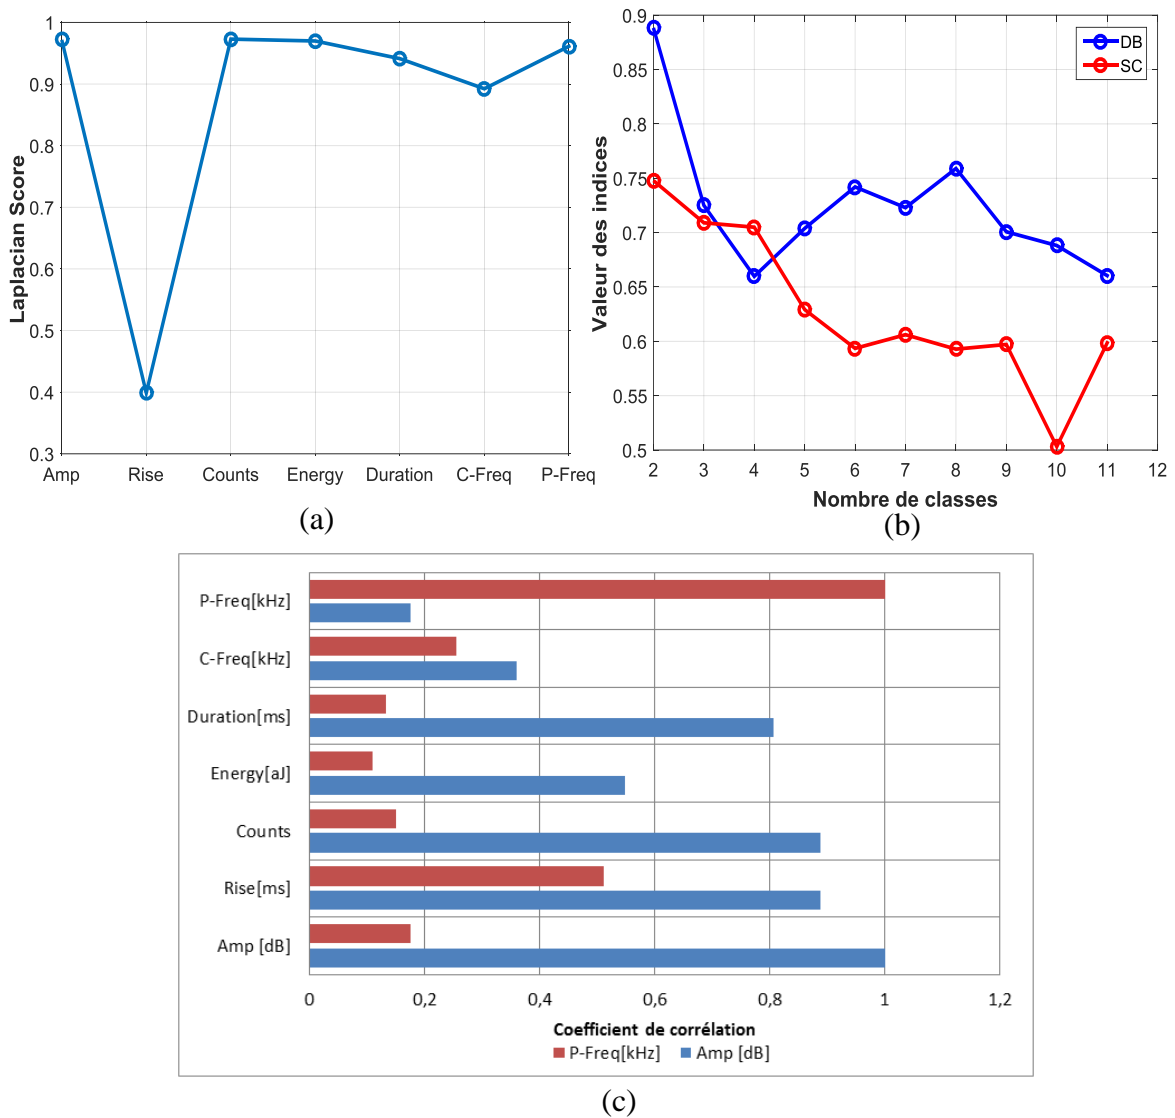 1
0.9
0.8
0.7
0.6
0.5
0.4
0.3
Laplacian Score
Amp Rise Counts Energy Duration C-Freq P-Freq
(a)
0.9
0.85
0.8
0.75
0.7
0.65
0.6
0.55
0.5
Valeur des indices
DB
SC
2 3 4 5 6 7 8 9 10 11 12
Nombre de classes
(b)
P-Freq[kHz]
C-Freq[kHz]
Duration[ms]
Energy[aJ]
Counts
Rise[ms]
Amp [dB]
0 0,2 0,4 0,6 0,8 1 1,2
Coefficient de corrélation
P-Freq[kHz] Amp [dB]
(c)